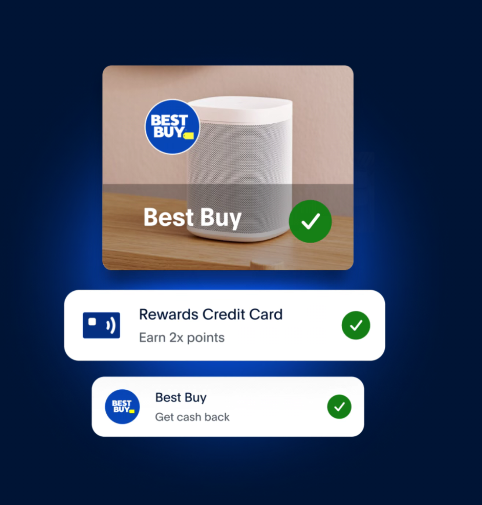 BEST
BUY
Best Buy
Rewards Credit Card
Earn 2x points
BEST
BUY
Best Buy
Get cash back